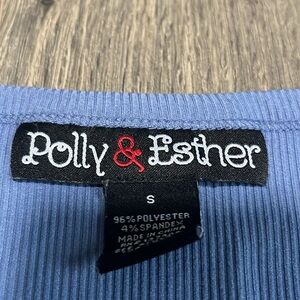 Polly & Esther
S
96% POLYESTER
4% SPANDEX
MADE IN CHINA